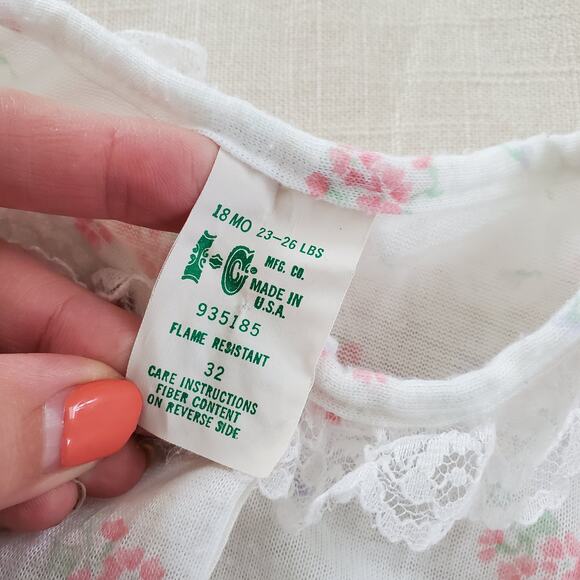 18 MO 23-26 LBS
I-C. MFG. CO.
MADE IN
U.S.A.
935185
FLAME RESISTANT
32
CARE INSTRUCTIONS
FIBER CONTENT
ON REVERSE SIDE